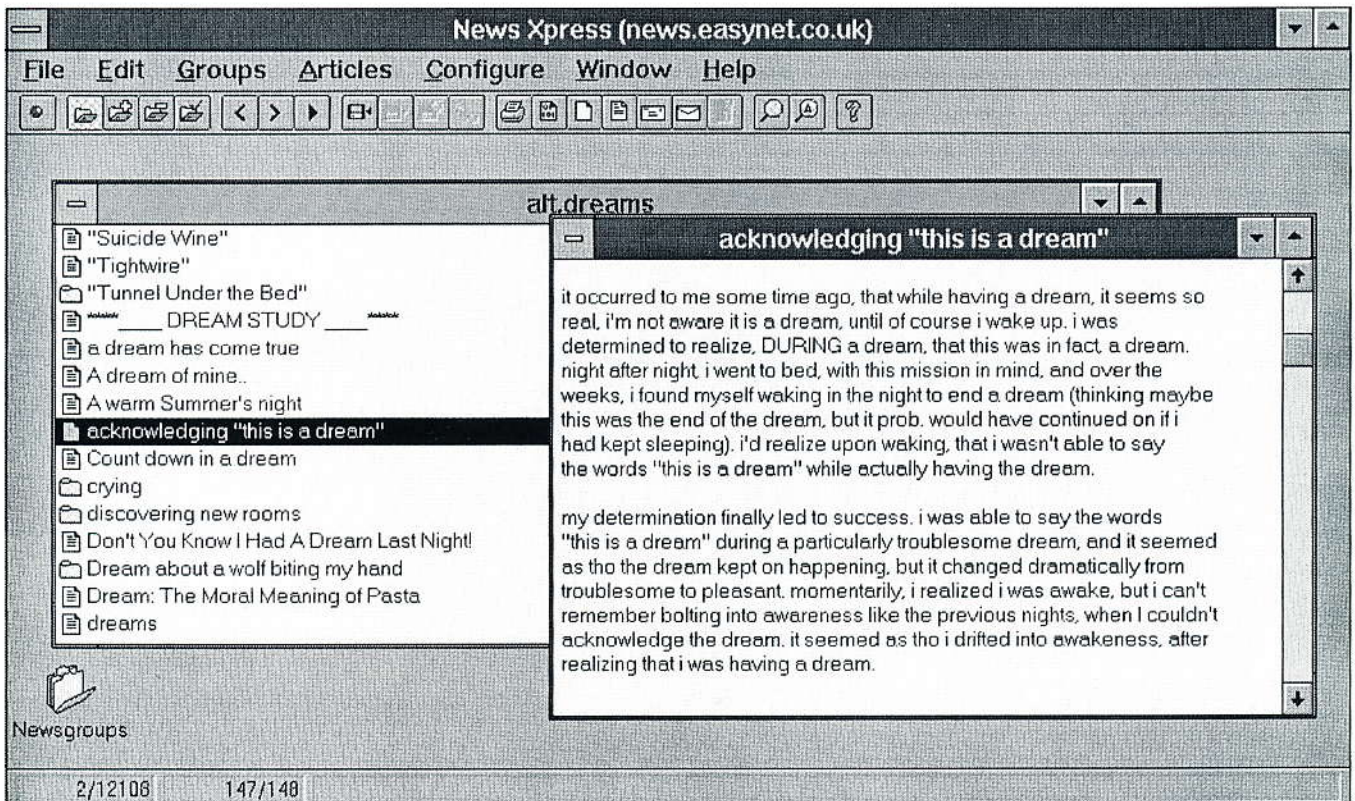 News Xpress (news.easynet.co.uk)
File Edit Groups Articles Configure Window Help
alt.dreams
"Suicide Wine"
"Tightwire"
"Tunnel Under the Bed"
*****____ DREAM STUDY ____*****
a dream has come true
A dream of mine..
A warm Summer's night
acknowledging "this is a dream"
Count down in a dream
crying
discovering new rooms
Don't You Know I Had A Dream Last Night!
Dream about a wolf biting my hand
Dream: The Moral Meaning of Pasta
dreams
acknowledging "this is a dream"
it occurred to me some time ago, that while having a dream, it seems so
real, i'm not aware it is a dream, until of course i wake up. i was
determined to realize, DURING a dream, that this was in fact, a dream.
night after night, i went to bed, with this mission in mind, and over the
weeks, i found myself waking in the night to end a dream (thinking maybe
this was the end of the dream, but it prob. would have continued on if i
had kept sleeping). i'd realize upon waking, that i wasn't able to say
the words "this is a dream" while actually having the dream.
my determination finally led to success. i was able to say the words
"this is a dream" during a particularly troublesome dream, and it seemed
as tho the dream kept on happening, but it changed dramatically from
troublesome to pleasant. momentarily, i realized i was awake, but i can't
remember bolting into awareness like the previous nights, when I couldn't
acknowledge the dream. it seemed as tho i drifted into awakeness, after
realizing that i was having a dream.
Newsgroups
2/12106 147/148